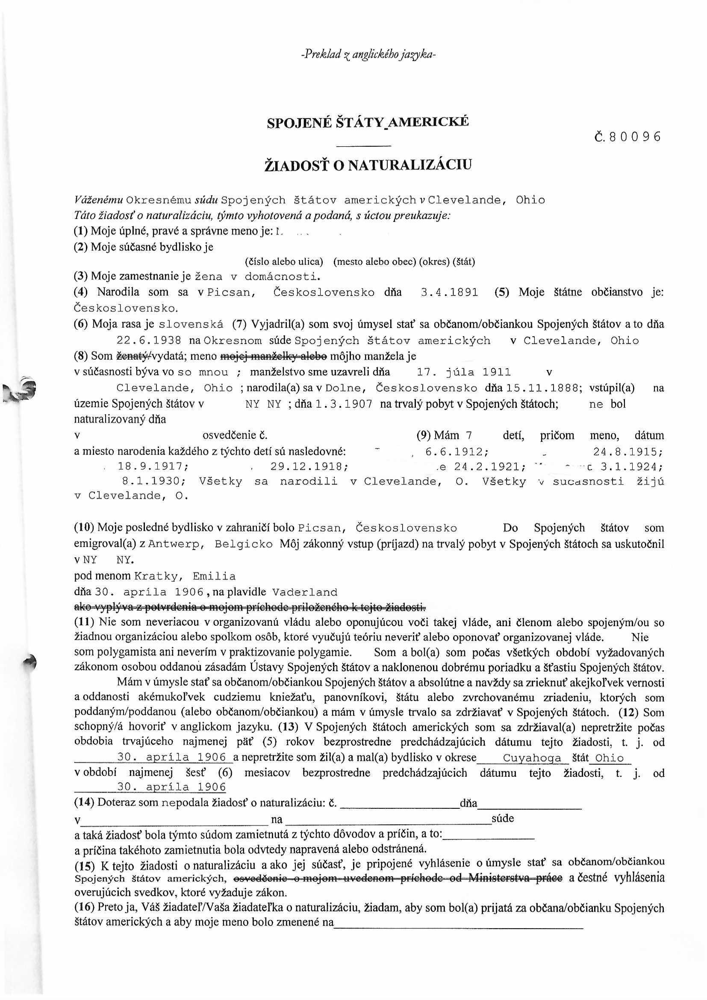 -Preklad z anglického jazyka-
SPOJENÉ ŠTÁTY AMERICKÉ
Č. 80096
ŽIADOSŤ O NATURALIZÁCIU
Váženému Okresnému súdu Spojených štátov amerických v Clevelande, Ohio
Táto žiadosť o naturalizáciu, týmto vyhotovená a podaná, s úctou preukazuje:
(1) Moje úplné, pravé a správne meno je:
(2) Moje súčasné bydlisko je
(číslo alebo ulica) (mesto alebo obec) (okres) (štát)
(3) Moje zamestnanie je žena v domácnosti.
(4) Narodila som sa v Picsan, Československo dňa 3.4.1891 (5) Moje štátne občianstvo je:
Československo.
(6) Moja rasa je slovenská (7) Vyjadril(a) som svoj úmysel stať sa občanom/občiankou Spojených štátov a to dňa
22.6.1938 na Okresnom súde Spojených štátov amerických v Clevelande, Ohio
(8) Som ženatý/vydatá; meno mojej manželky alebo môjho manžela je
v súčasnosti býva vo so mnou ; manželstvo sme uzavreli dňa 17. júla 1911 v
Clevelande, Ohio ; narodila(a) sa v Dolne, Československo dňa 15.11.1888; vstúpil(a) na
územie Spojených štátov v NY NY ; dňa 1.3.1907 na trvalý pobyt v Spojených štátoch; ne bol
naturalizovaný dňa
v osvedčenie č. (9) Mám 7 detí, pričom meno, dátum
a miesto narodenia každého z týchto detí sú nasledovné: 6.6.1912; 24.8.1915;
18.9.1917; 29.12.1918; 24.2.1921; 3.1.1924;
8.1.1930; Všetky sa narodili v Clevelande, O. Všetky v sucasnosti žijú
v Clevelande, O.
(10) Moje posledné bydlisko v zahraničí bolo Picsan, Československo Do Spojených štátov som
emigroval(a) z Antwerp, Belgicko Môj zákonný vstup (príjazd) na trvalý pobyt v Spojených štátoch sa uskutočnil
v NY NY.
pod menom Kratky, Emilia
dňa 30. apríla 1906, na plavidle Vaderland
ako vyplýva z potvrdenia o mojom príchode priloženého k tejto žiadosti.
(11) Nie som neveriacou v organizovanú vládu alebo oponujúcou voči takej vláde, ani členom alebo spojeným/ou so
žiadnou organizáciou alebo spolkom osôb, ktoré vyučujú teóriu neveriť alebo oponovať organizovanej vláde. Nie
som polygamista ani neverím v praktizovanie polygamie. Som a bol(a) som počas všetkých období vyžadovaných
zákonom osobou oddanou zásadám Ústavy Spojených štátov a naklonenou dobrému poriadku a šťastiu Spojených štátov.
Mám v úmysle stať sa občanom/občiankou Spojených štátov a absolútne a navždy sa zrieknuť akejkoľvek vernosti
a oddanosti akémukoľvek cudziemu kniežaťu, panovníkovi, štátu alebo zvrchovanému zriadeniu, ktorých som
poddaným/poddanou (alebo občanom/občiankou) a mám v úmysle trvalo sa zdržiavať v Spojených štátoch. (12) Som
schopný/á hovoriť v anglickom jazyku. (13) V Spojených štátoch amerických som sa zdržiaval(a) nepretržite počas
obdobia trvajúceho najmenej päť (5) rokov bezprostredne predchádzajúcich dátumu tejto žiadosti, t. j. od
30. apríla 1906 a nepretržite som žil(a) a mal(a) bydlisko v okrese Cuyahoga štát Ohio
v období najmenej šesť (6) mesiacov bezprostredne predchádzajúcich dátumu tejto žiadosti, t. j. od
30. apríla 1906
(14) Doteraz som nepodala žiadosť o naturalizáciu: č. dňa
v na súde
a taká žiadosť bola týmto súdom zamietnutá z týchto dôvodov a príčin, a to:
a príčina takéhoto zamietnutia bola odvtedy napravená alebo odstránená.
(15) K tejto žiadosti o naturalizáciu a ako jej súčasť, je pripojené vyhlásenie o úmysle stať sa občanom/občiankou
Spojených štátov amerických, osvedčenie o mojom uvedenom príchode od Ministerstva práce a čestné vyhlásenia
overujúcich svedkov, ktoré vyžaduje zákon.
(16) Preto ja, Váš žiadateľ/Vaša žiadateľka o naturalizáciu, žiadam, aby som bol(a) prijatá za občana/občianku Spojených
štátov amerických a aby moje meno bolo zmenené na